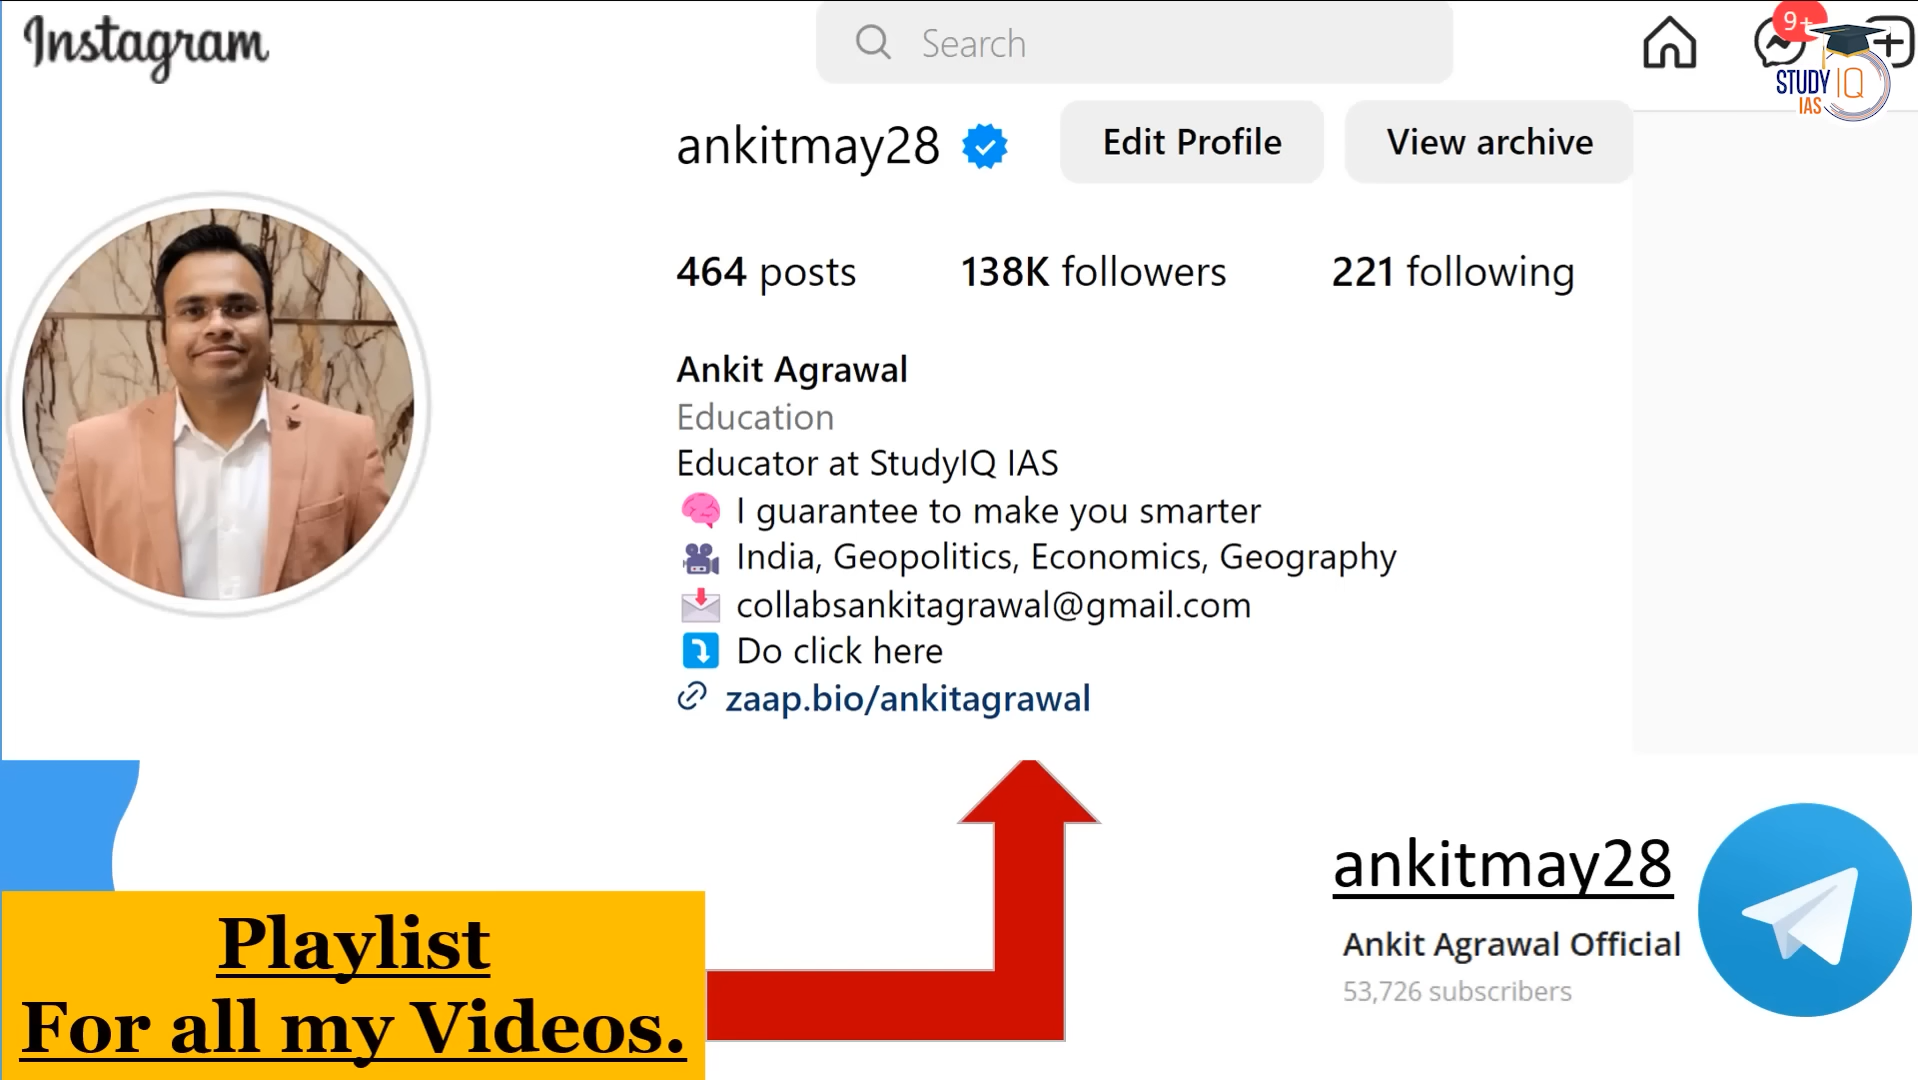 Instagram
Search
9+
STUDY IQ
IAS
ankitmay28
Edit Profile
View archive
464 posts
138K followers
221 following
Ankit Agrawal
Education
Educator at StudyIQ IAS
I guarantee to make you smarter
India, Geopolitics, Economics, Geography
collabsankitagrawal@gmail.com
Do click here
zaap.bio/ankitagrawal
ankitmay28
Ankit Agrawal Official
53,726 subscribers
Playlist
For all my Videos.